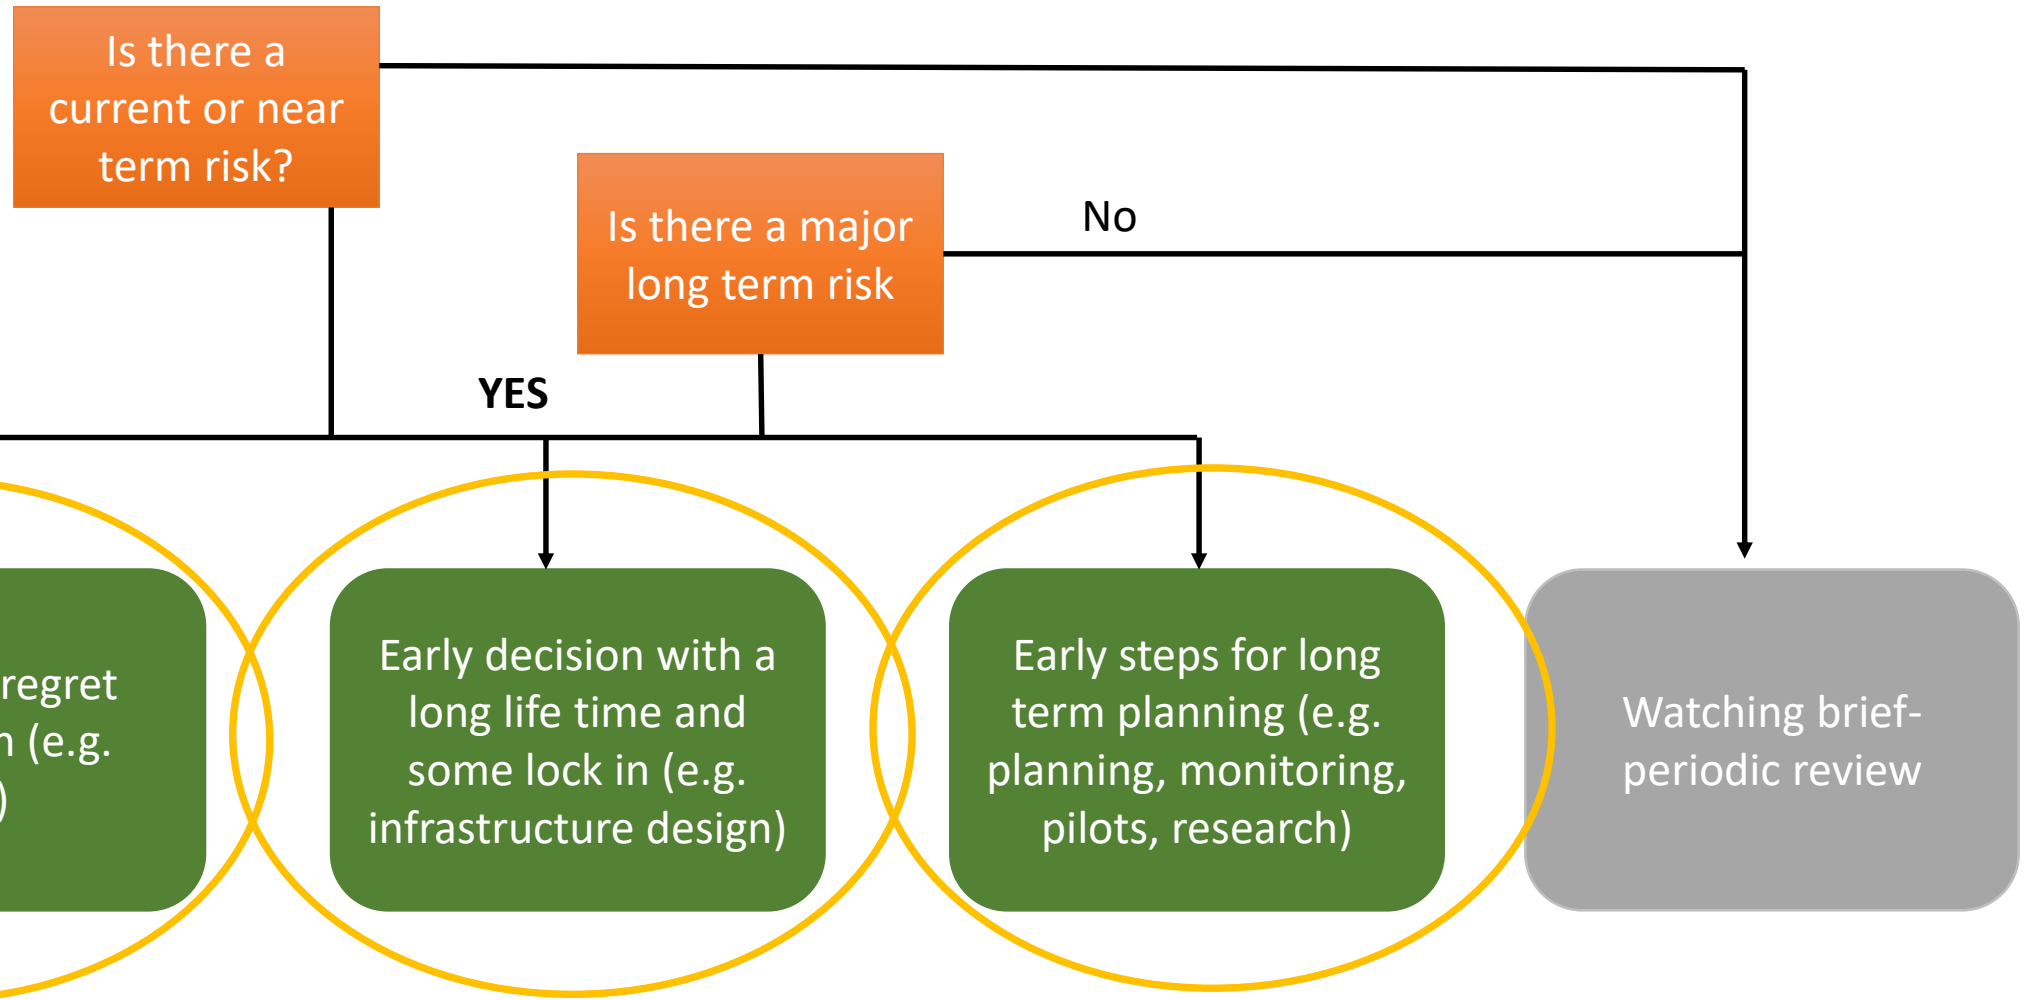 Is there a
current or near
term risk?
Is there a major
long term risk
No
YES
regret
(e.g.
)
Early decision with a
long life time and
some lock in (e.g.
infrastructure design)
Early steps for long
term planning (e.g.
planning, monitoring,
pilots, research)
Watching brief-
periodic review